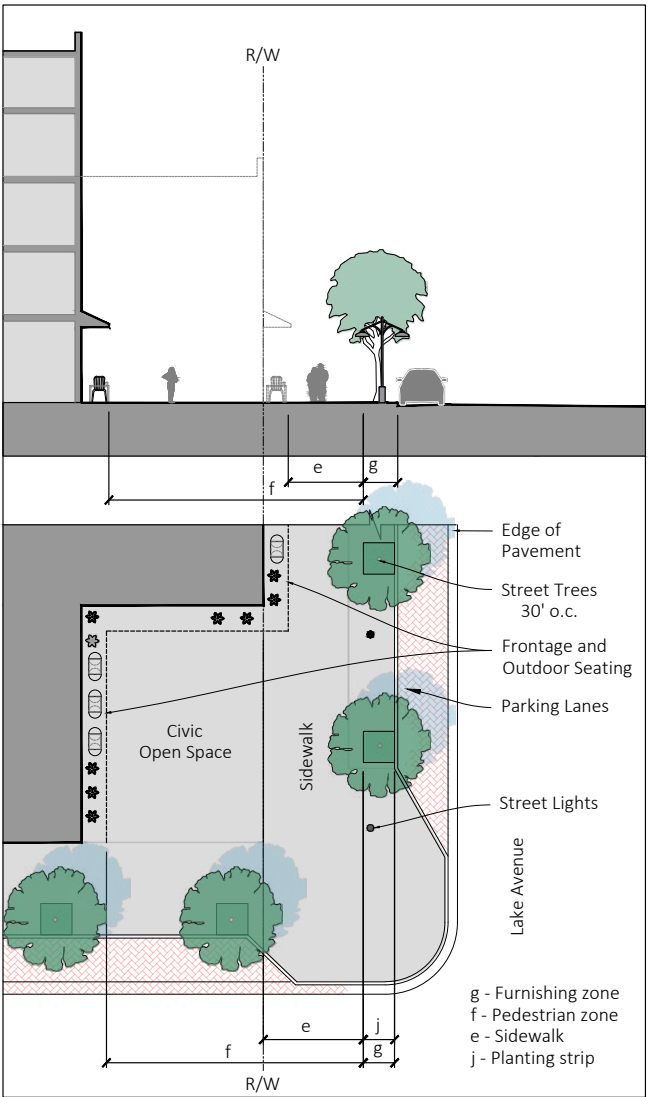 R/W
e
g
f
Edge of
Pavement
Street Trees
30' o.c.
Frontage and
Outdoor Seating
Parking Lanes
Civic
Open Space
Sidewalk
Street Lights
Lake Avenue
g - Furnishing zone
f - Pedestrian zone
e - Sidewalk
j - Planting strip
e
j
f
g
R/W